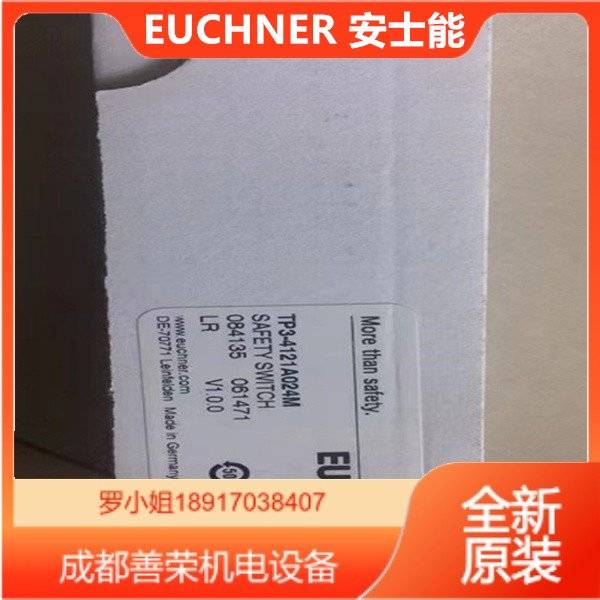 EUCHNER 安士能
More than safety.
EU
TP3-4121A024M
SAFETY SWITCH
084135 061471
LR V1.0.0
www.euchner.com
DE-70771 Leinfelden Made in Germany
50
罗小姐18917038407
成都善荣机电设备
全新
原装